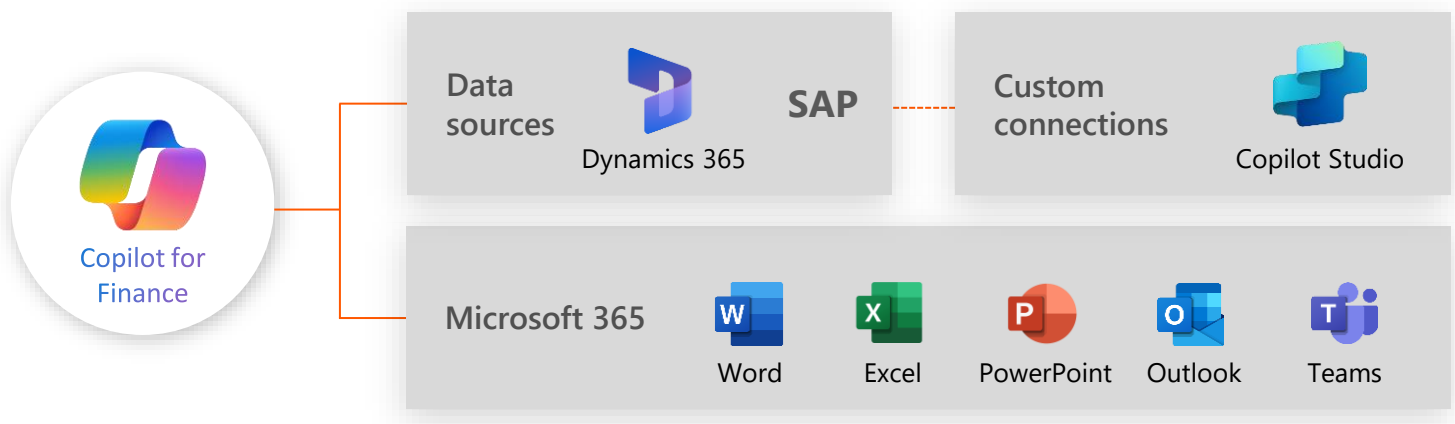 Copilot for
Finance
Data
sources
Dynamics 365
SAP
Custom
connections
Copilot Studio
Microsoft 365
W
Word
X
Excel
P
PowerPoint
O
Outlook
T
Teams